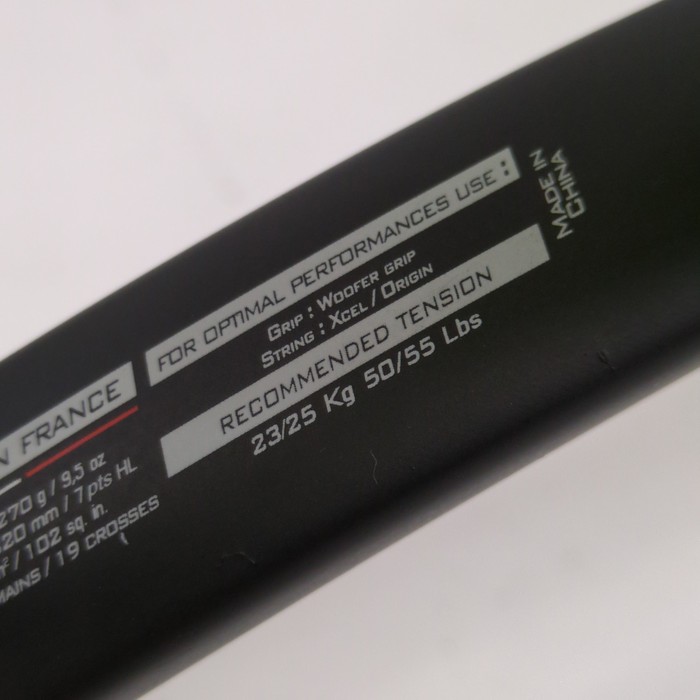 FRANCE
270 g / 9,5 oz
20 mm / 7 pts HL
/ 102 sq. in.
MAINS / 19 CROSSES
FOR OPTIMAL PERFORMANCES USE :
GRIP : WOOFER GRIP
STRING : XCEL / ORIGIN
RECOMMENDED TENSION
23/25 Kg 50/55 Lbs
MADE IN
CHINA